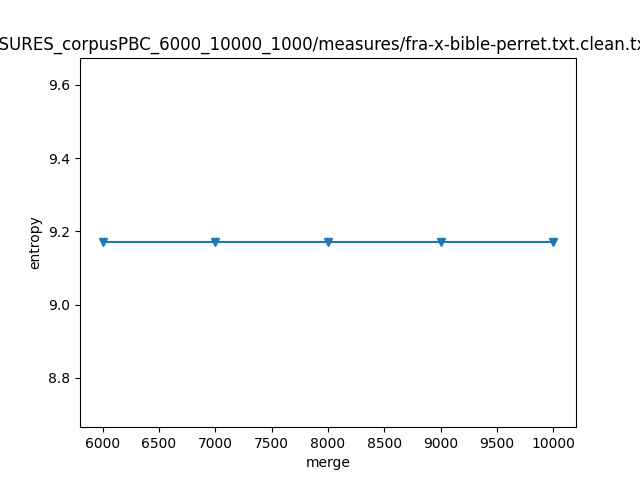 SURES_corpusPBC_6000_10000_1000/measures/fra-x-bible-perret.txt.clean.tx
9.6
9.4
9.2
9.0
8.8
entropy
6000 6500 7000 7500 8000 8500 9000 9500 10000
merge